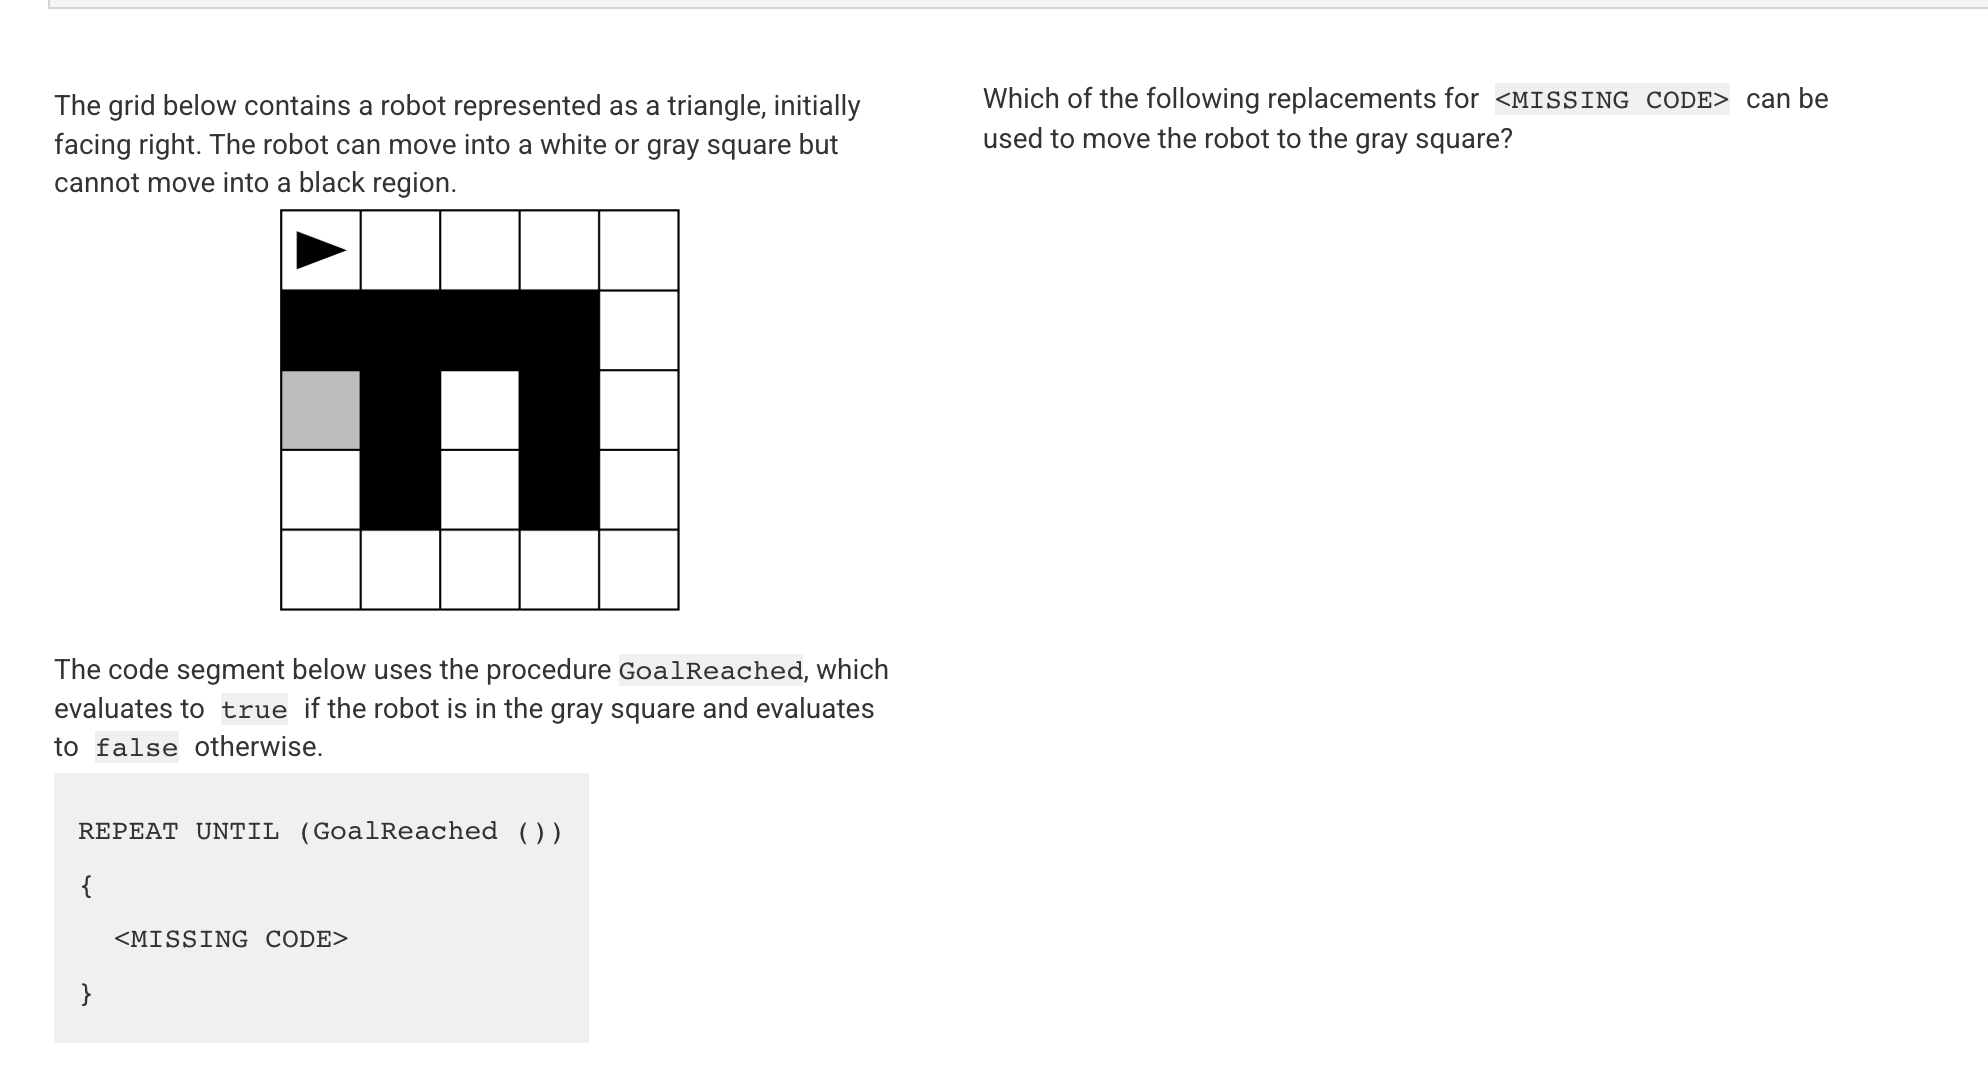 The grid below contains a robot represented as a triangle, initially
facing right. The robot can move into a white or gray square but
cannot move into a black region.
The code segment below uses the procedure GoalReached, which
evaluates to true if the robot is in the gray square and evaluates
to false otherwise.
REPEAT UNTIL (GoalReached ())
{
<MISSING CODE>
}
Which of the following replacements for <MISSING CODE> can be
used to move the robot to the gray square?